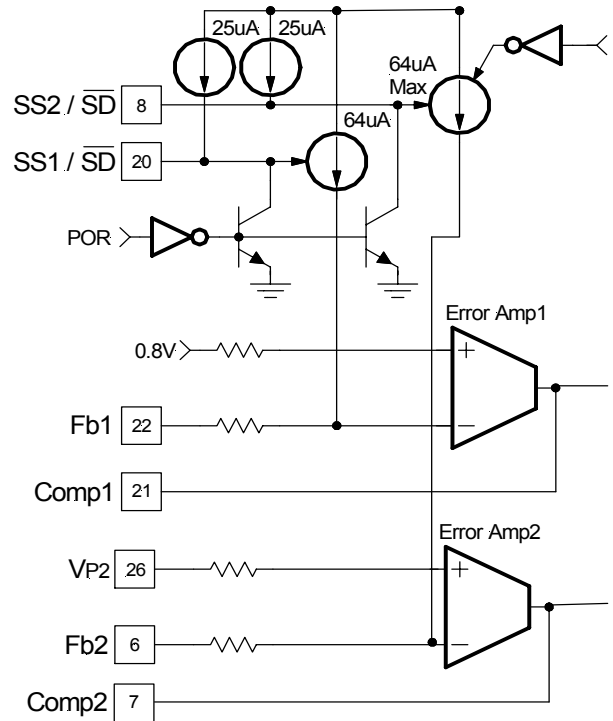 25uA 25uA
64uA
Max
SS2 / SD 8
64uA
SS1 / SD 20
POR
Error Amp1
0.8V
+
Fb1 22
−
Comp1 21
Error Amp2
VP2 26
+
Fb2 6
−
Comp2 7